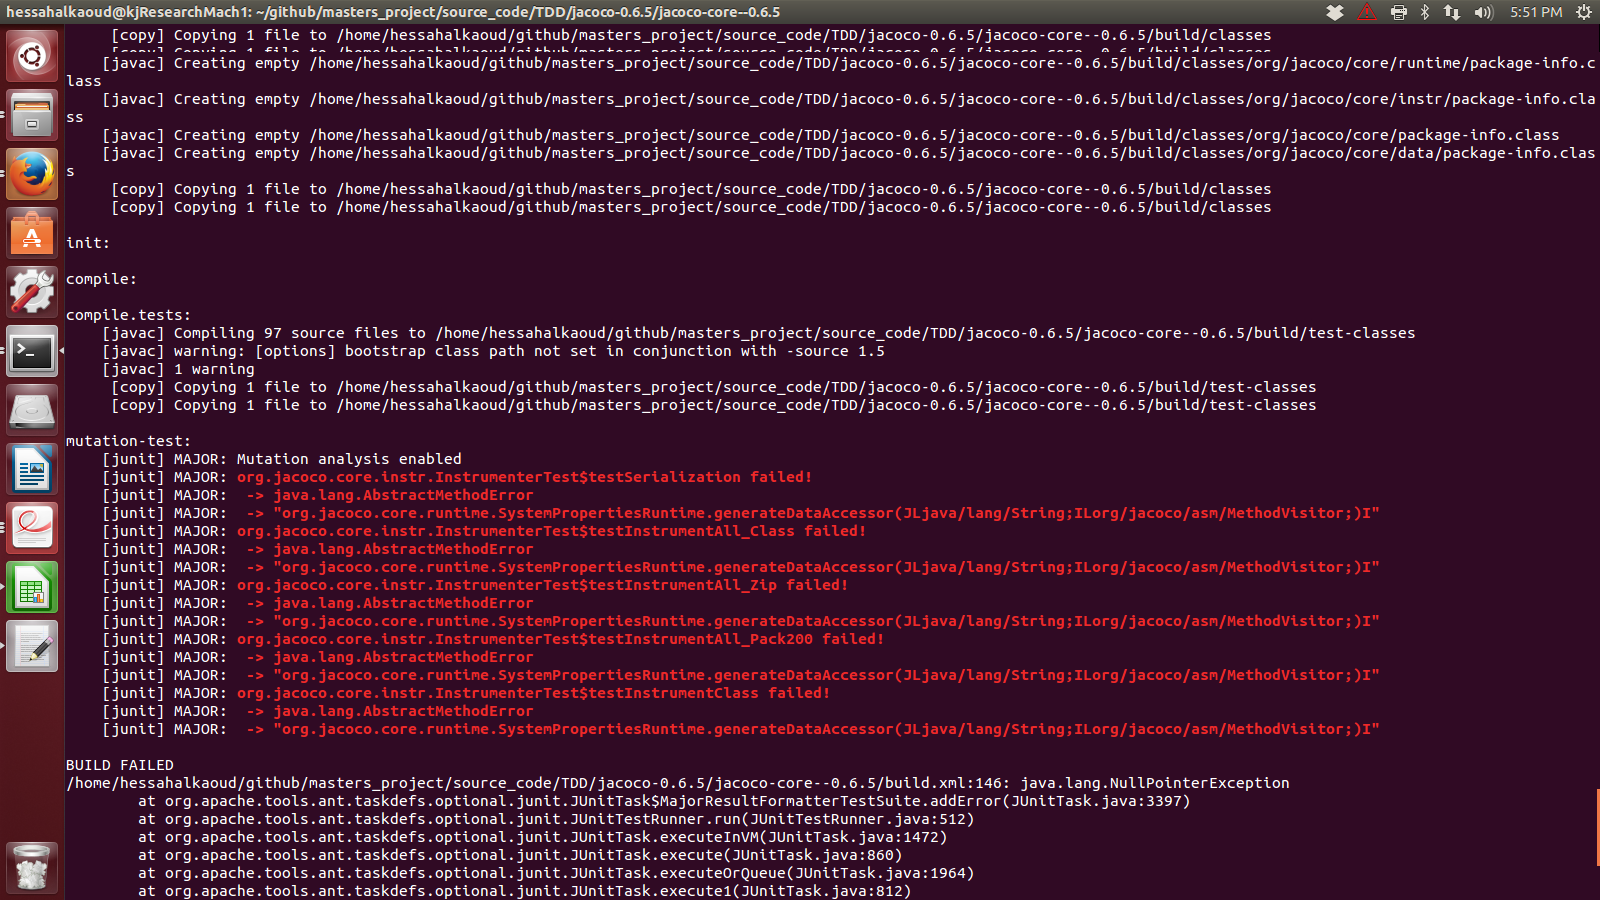 hessahalkaoud@kjResearchMach1: ~/github/masters_project/source_code/TDD/jacoco-0.6.5/jacoco-core--0.6.5
5:51 PM
[copy] Copying 1 file to /home/hessahalkaoud/github/masters_project/source_code/TDD/jacoco-0.6.5/jacoco-core--0.6.5/build/classes
[javac] Creating empty /home/hessahalkaoud/github/masters_project/source_code/TDD/jacoco-0.6.5/jacoco-core--0.6.5/build/classes/org/jacoco/core/runtime/package-info.c
lass
[javac] Creating empty /home/hessahalkaoud/github/masters_project/source_code/TDD/jacoco-0.6.5/jacoco-core--0.6.5/build/classes/org/jacoco/core/instr/package-info.cla
ss
[javac] Creating empty /home/hessahalkaoud/github/masters_project/source_code/TDD/jacoco-0.6.5/jacoco-core--0.6.5/build/classes/org/jacoco/core/package-info.class
[javac] Creating empty /home/hessahalkaoud/github/masters_project/source_code/TDD/jacoco-0.6.5/jacoco-core--0.6.5/build/classes/org/jacoco/core/data/package-info.clas
s
[copy] Copying 1 file to /home/hessahalkaoud/github/masters_project/source_code/TDD/jacoco-0.6.5/jacoco-core--0.6.5/build/classes
[copy] Copying 1 file to /home/hessahalkaoud/github/masters_project/source_code/TDD/jacoco-0.6.5/jacoco-core--0.6.5/build/classes
init:
compile:
compile.tests:
[javac] Compiling 97 source files to /home/hessahalkaoud/github/masters_project/source_code/TDD/jacoco-0.6.5/jacoco-core--0.6.5/build/test-classes
[javac] warning: [options] bootstrap class path not set in conjunction with -source 1.5
[javac] 1 warning
[copy] Copying 1 file to /home/hessahalkaoud/github/masters_project/source_code/TDD/jacoco-0.6.5/jacoco-core--0.6.5/build/test-classes
[copy] Copying 1 file to /home/hessahalkaoud/github/masters_project/source_code/TDD/jacoco-0.6.5/jacoco-core--0.6.5/build/test-classes
mutation-test:
[junit] MAJOR: Mutation analysis enabled
[junit] MAJOR: org.jacoco.core.instr.InstrumenterTest$testSerialization failed!
[junit] MAJOR:  -> java.lang.AbstractMethodError
[junit] MAJOR:  -> "org.jacoco.core.runtime.SystemPropertiesRuntime.generateDataAccessor(JLjava/lang/String;ILorg/jacoco/asm/MethodVisitor;)I"
[junit] MAJOR: org.jacoco.core.instr.InstrumenterTest$testInstrumentAll_Class failed!
[junit] MAJOR:  -> java.lang.AbstractMethodError
[junit] MAJOR:  -> "org.jacoco.core.runtime.SystemPropertiesRuntime.generateDataAccessor(JLjava/lang/String;ILorg/jacoco/asm/MethodVisitor;)I"
[junit] MAJOR: org.jacoco.core.instr.InstrumenterTest$testInstrumentAll_Zip failed!
[junit] MAJOR:  -> java.lang.AbstractMethodError
[junit] MAJOR:  -> "org.jacoco.core.runtime.SystemPropertiesRuntime.generateDataAccessor(JLjava/lang/String;ILorg/jacoco/asm/MethodVisitor;)I"
[junit] MAJOR: org.jacoco.core.instr.InstrumenterTest$testInstrumentAll_Pack200 failed!
[junit] MAJOR:  -> java.lang.AbstractMethodError
[junit] MAJOR:  -> "org.jacoco.core.runtime.SystemPropertiesRuntime.generateDataAccessor(JLjava/lang/String;ILorg/jacoco/asm/MethodVisitor;)I"
[junit] MAJOR: org.jacoco.core.instr.InstrumenterTest$testInstrumentClass failed!
[junit] MAJOR:  -> java.lang.AbstractMethodError
[junit] MAJOR:  -> "org.jacoco.core.runtime.SystemPropertiesRuntime.generateDataAccessor(JLjava/lang/String;ILorg/jacoco/asm/MethodVisitor;)I"
BUILD FAILED
/home/hessahalkaoud/github/masters_project/source_code/TDD/jacoco-0.6.5/jacoco-core--0.6.5/build.xml:146: java.lang.NullPointerException
at org.apache.tools.ant.taskdefs.optional.junit.JUnitTask$MajorResultFormatterTestSuite.addError(JUnitTask.java:3397)
at org.apache.tools.ant.taskdefs.optional.junit.JUnitTestRunner.run(JUnitTestRunner.java:512)
at org.apache.tools.ant.taskdefs.optional.junit.JUnitTask.executeInVM(JUnitTask.java:1472)
at org.apache.tools.ant.taskdefs.optional.junit.JUnitTask.execute(JUnitTask.java:860)
at org.apache.tools.ant.taskdefs.optional.junit.JUnitTask.executeOrQueue(JUnitTask.java:1964)
at org.apache.tools.ant.taskdefs.optional.junit.JUnitTask.execute1(JUnitTask.java:812)